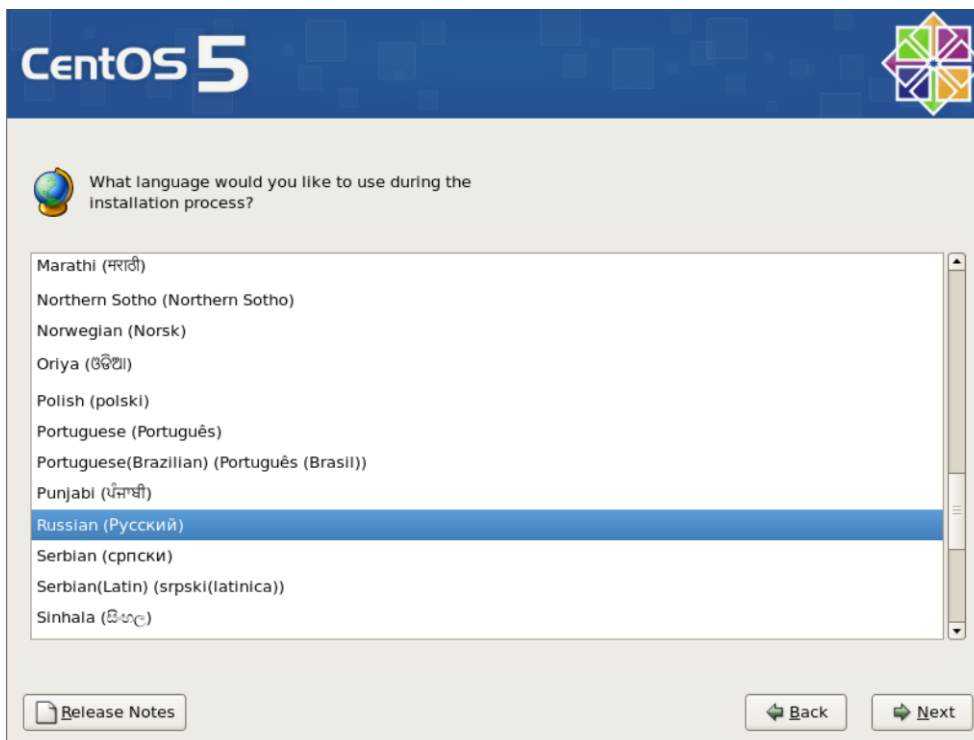 CentOS 5
What language would you like to use during the
installation process?
Marathi (मराठी)
Northern Sotho (Northern Sotho)
Norwegian (Norsk)
Oriya (ଓଡିଆ)
Polish (polski)
Portuguese (Português)
Portuguese(Brazilian) (Português (Brasil))
Punjabi (ਪੰਜਾਬੀ)
Russian (Русский)
Serbian (српски)
Serbian(Latin) (srpski(latinica))
Sinhala (සිංහල)
Release Notes
Back
Next